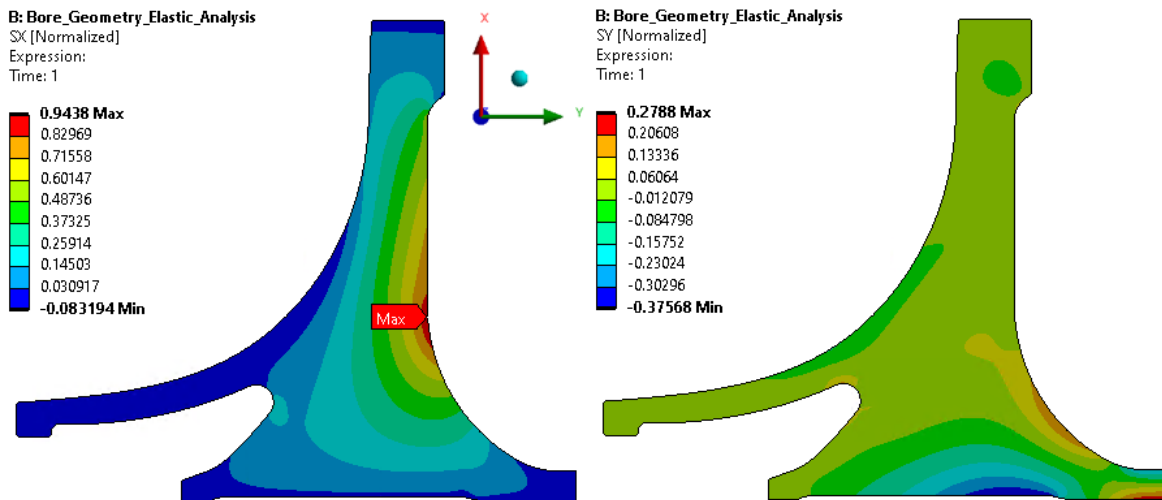 B: Bore_Geometry_Elastic_Analysis
SX [Normalized]
Expression:
Time: 1
0.9438 Max
0.82969
0.71558
0.60147
0.48736
0.37325
0.25914
0.14503
0.030917
-0.083194 Min
Max
X
Y
B: Bore_Geometry_Elastic_Analysis
SY [Normalized]
Expression:
Time: 1
0.2788 Max
0.20608
0.13336
0.06064
-0.012079
-0.084798
-0.15752
-0.23024
-0.30296
-0.37568 Min